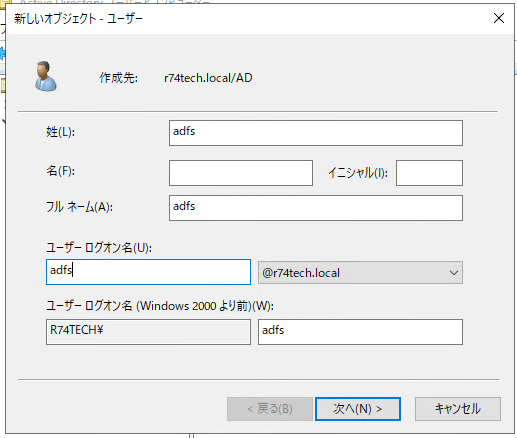 新しいオブジェクト - ユーザー
作成先: r74tech.local/AD
姓(L): adfs
名(F): イニシャル(I):
フル ネーム(A): adfs
ユーザー ログオン名(U):
adfs @r74tech.local
ユーザー ログオン名 (Windows 2000 より前)(W):
R74TECH¥ adfs
< 戻る(B) 次へ(N) > キャンセル